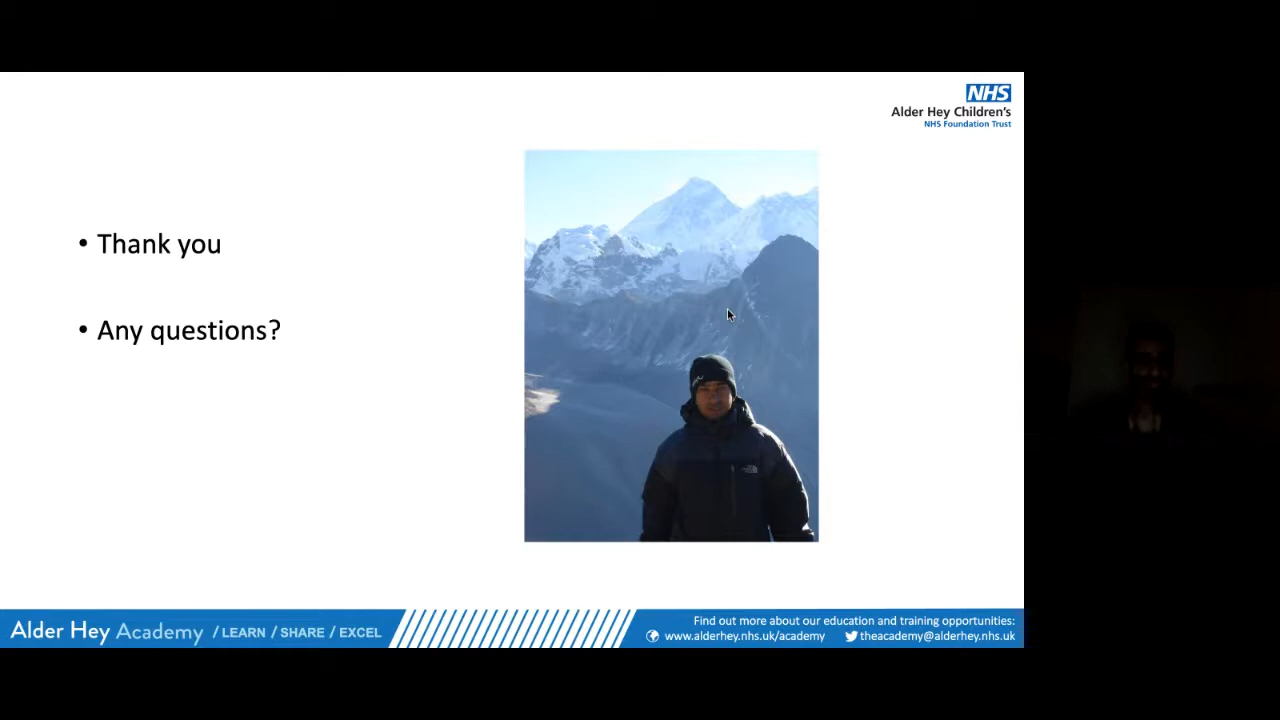 NHS
Alder Hey Children's
NHS Foundation Trust
• Thank you
• Any questions?
Alder Hey Academy / LEARN / SHARE / EXCEL
Find out more about our education and training opportunities:
www.alderhey.nhs.uk/academy theacademy@alderhey.nhs.uk